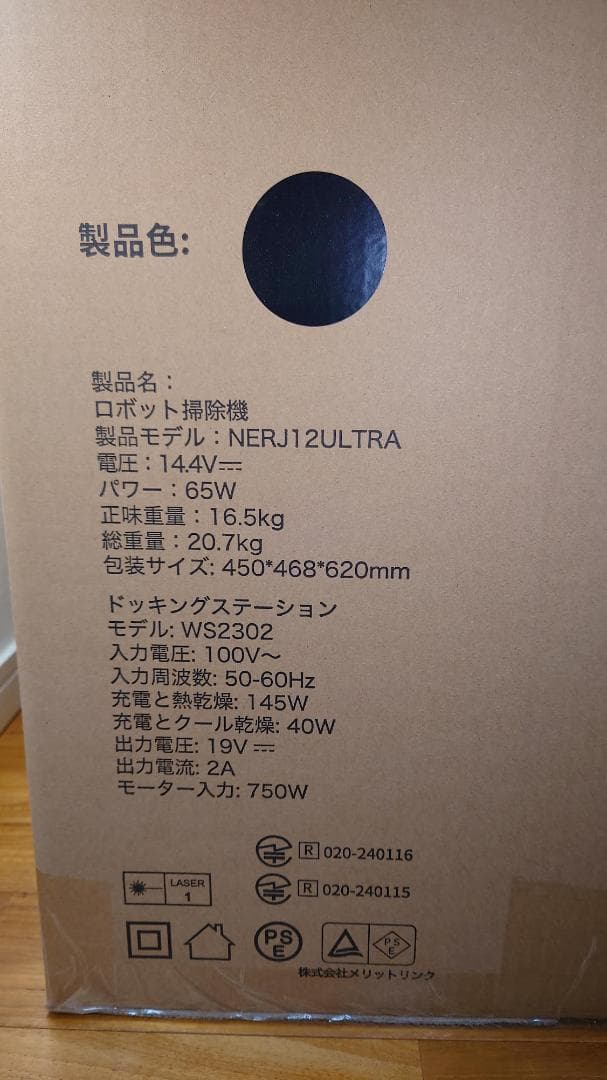 製品色:
製品名：
ロボット掃除機
製品モデル：NERJ12ULTRA
電圧：14.4V⎓
パワー：65W
正味重量：16.5kg
総重量：20.7kg
包装サイズ: 450*468*620mm
ドッキングステーション
モデル: WS2302
入力電圧: 100V～
入力周波数: 50-60Hz
充電と熱乾燥: 145W
充電とクール乾燥: 40W
出力電圧: 19V⎓
出力電流: 2A
モーター入力: 750W
R 020-240116
LASER 1
R 020-240115
PSE
PSE
株式会社メリットリンク